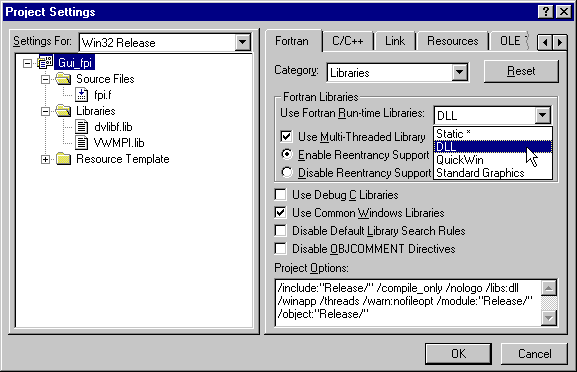 Project Settings
Settings For: Win32 Release
Gui_fpi
Source Files
fpi.f
Libraries
dvlibf.lib
VWMPI.lib
Resource Template
Fortran C/C++ Link Resources OLE
Category: Libraries Reset
Fortran Libraries
Use Fortran Run-time Libraries: DLL
Static *
DLL
QuickWin
Standard Graphics
Use Multi-Threaded Library
Enable Reentrancy Support
Disable Reentrancy Support
Use Debug C Libraries
Use Common Windows Libraries
Disable Default Library Search Rules
Disable OBJCOMMENT Directives
Project Options:
/include:"Release/" /compile_only /nologo /libs:dll
/winapp /threads /warn:nofileopt /module:"Release/"
/object:"Release/"
OK Cancel